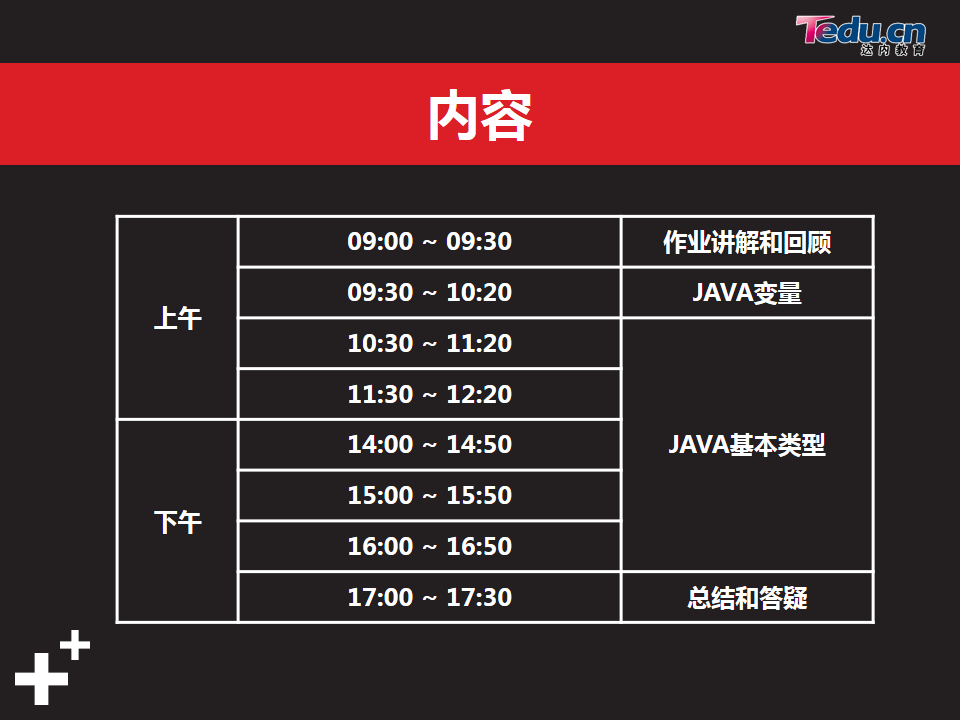 Tedu.cn
达内教育
内容
上午
09:00 ~ 09:30
作业讲解和回顾
09:30 ~ 10:20
JAVA变量
10:30 ~ 11:20
11:30 ~ 12:20
JAVA基本类型
下午
14:00 ~ 14:50
15:00 ~ 15:50
16:00 ~ 16:50
17:00 ~ 17:30
总结和答疑